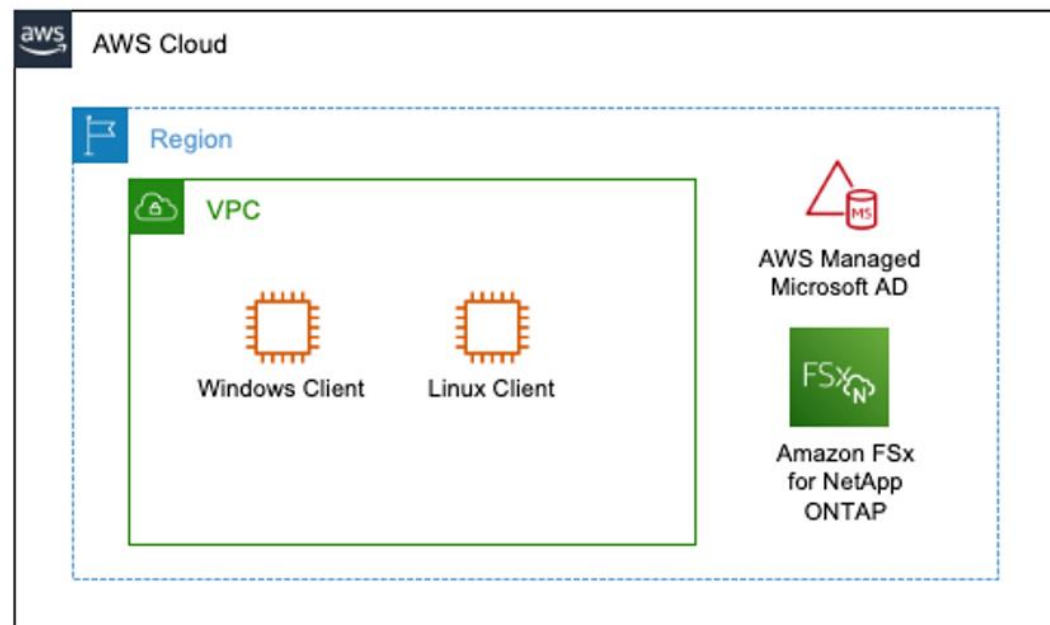 aws
AWS Cloud
Region
VPC
MS
AWS Managed
Microsoft AD
Windows Client
Linux Client
FSx
N
Amazon FSx
for NetApp
ONTAP